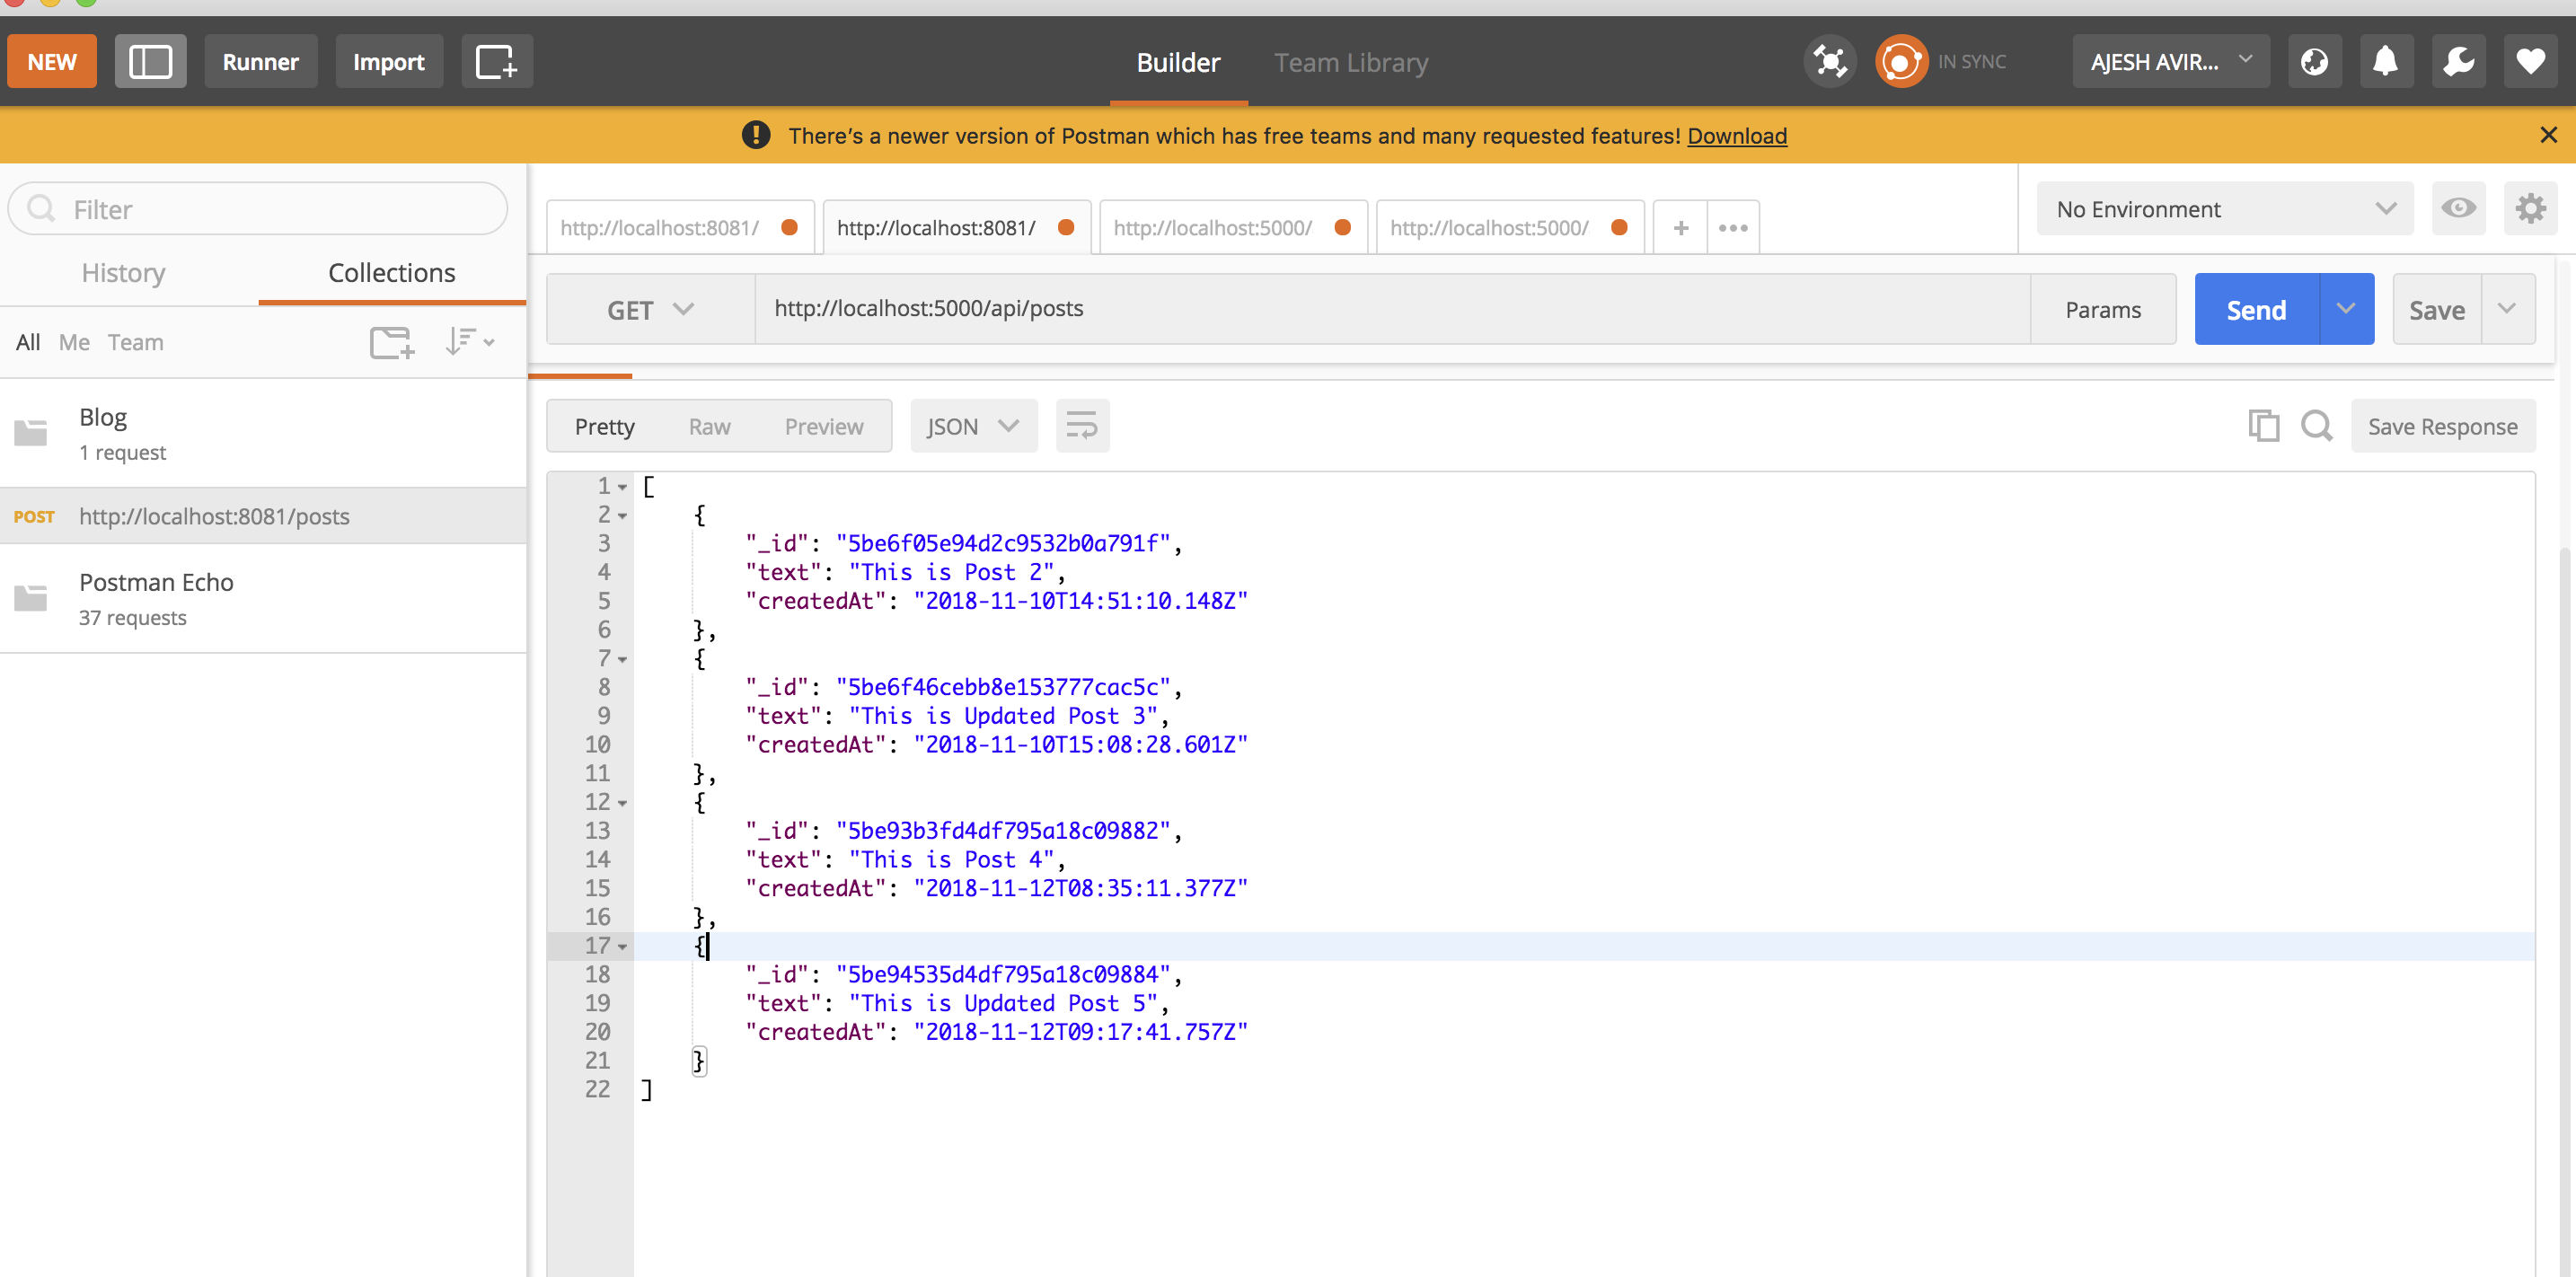 NEW Runner Import Builder Team Library IN SYNC AJESH AVIR...
There's a newer version of Postman which has free teams and many requested features! Download
Filter
History Collections
All Me Team
Blog
1 request
POST http://localhost:8081/posts
Postman Echo
37 requests
http://localhost:8081/ http://localhost:8081/ http://localhost:5000/ http://localhost:5000/ + ••• No Environment
GET http://localhost:5000/api/posts Params Send Save
Pretty Raw Preview JSON Save Response
1 [
2 {
3 "_id": "5be6f05e94d2c9532b0a791f",
4 "text": "This is Post 2",
5 "createdAt": "2018-11-10T14:51:10.148Z"
6 },
7 {
8 "_id": "5be6f46cebb8e153777cac5c",
9 "text": "This is Updated Post 3",
10 "createdAt": "2018-11-10T15:08:28.601Z"
11 },
12 {
13 "_id": "5be93b3fd4df795a18c09882",
14 "text": "This is Post 4",
15 "createdAt": "2018-11-12T08:35:11.377Z"
16 },
17 {
18 "_id": "5be94535d4df795a18c09884",
19 "text": "This is Updated Post 5",
20 "createdAt": "2018-11-12T09:17:41.757Z"
21 }
22 ]